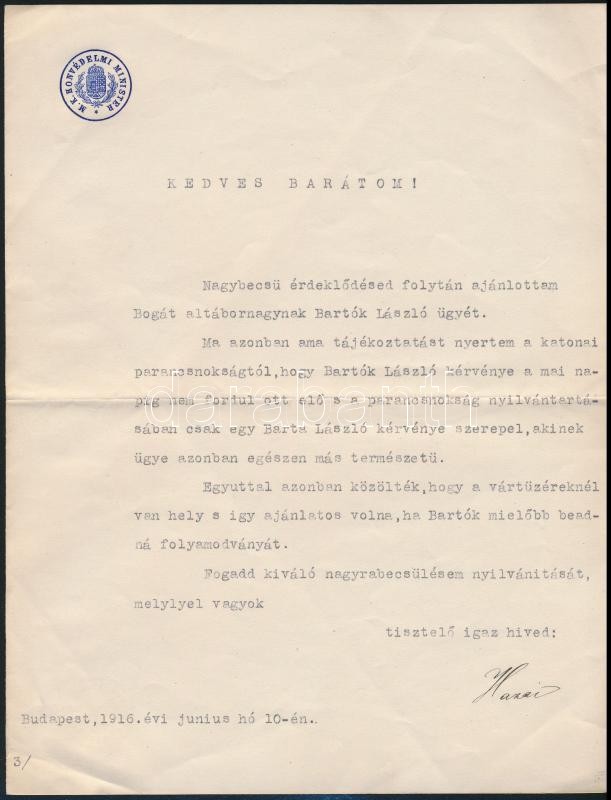 M. K. HONVÉDELMI MINISTER
KEDVES BARÁTOM!
Nagybecsü érdeklődésed folytán ajánlottam
Bogát altábornagynak Bartók László ügyét.
Ma azonban ama tájékoztatást nyertem a katonai
parancsnokságtól,hogy Bartók László kérvénye a mai na-
pig nem fordul ott elő s a parancsnokság nyilvántartá-
sában csak egy Barta László kérvénye szerepel,akinek
ügye azonban egészen más természetü.
Egyuttal azonban közölték,hogy a vártüzéreknél
van hely s igy ajánlatos volna,ha Bartók mielőbb bead-
ná folyamodványát.
Fogadd kiváló nagyrabecsülésem nyilvánitását,
melylyel vagyok
tisztelő igaz hived:
Hazai
Budapest,1916.évi junius hó 10-én..
3/
darabanth